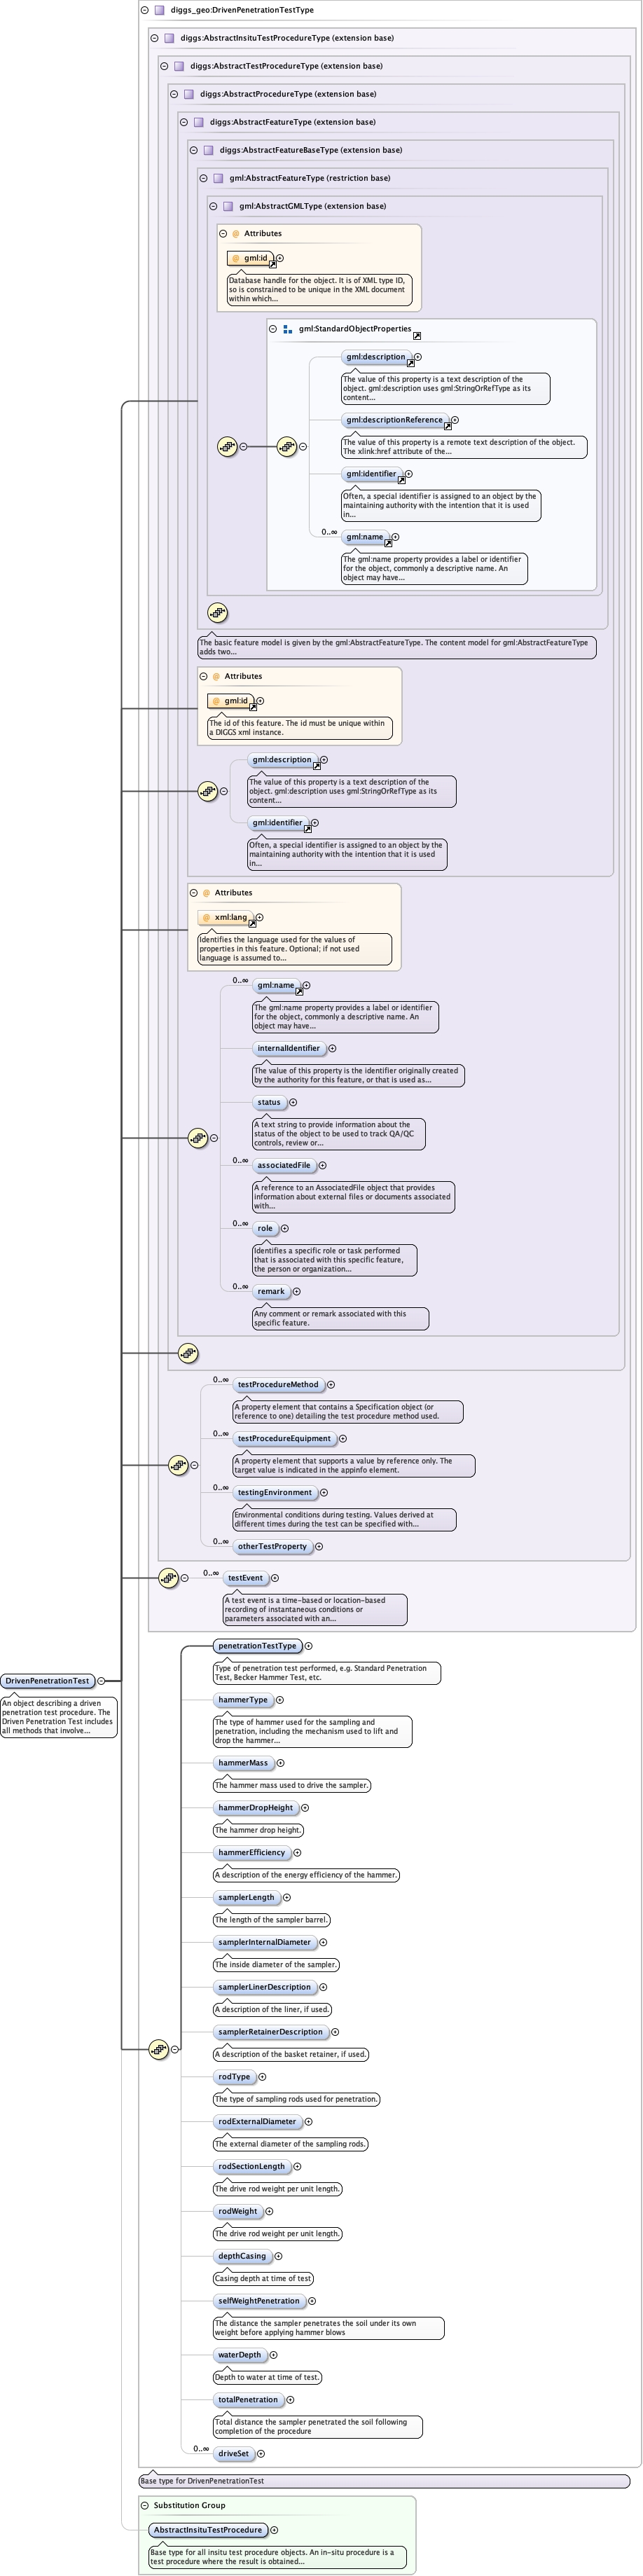 diggs_geo:DrivenPenetrationTestType
diggs:AbstractInsituTestProcedureType (extension base)
diggs:AbstractTestProcedureType (extension base)
diggs:AbstractProcedureType (extension base)
diggs:AbstractFeatureType (extension base)
diggs:AbstractFeatureBaseType (extension base)
gml:AbstractFeatureType (restriction base)
gml:AbstractGMLType (extension base)
@ Attributes
@ gml:id
Database handle for the object. It is of XML type ID,
so is constrained to be unique in the XML document
within which...
gml:StandardObjectProperties
gml:description
The value of this property is a text description of the
object. gml:description uses gml:StringOrRefType as its
content...
gml:descriptionReference
The value of this property is a remote text description of the object.
The xlink:href attribute of the...
gml:identifier
Often, a special identifier is assigned to an object by the
maintaining authority with the intention that it is used
in...
0..∞
gml:name
The gml:name property provides a label or identifier
for the object, commonly a descriptive name. An
object may have...
The basic feature model is given by the gml:AbstractFeatureType. The content model for gml:AbstractFeatureType
adds two...
@ Attributes
@ gml:id
The id of this feature. The id must be unique within
a DIGGS xml instance.
gml:description
The value of this property is a text description of the
object. gml:description uses gml:StringOrRefType as its
content...
gml:identifier
Often, a special identifier is assigned to an object by the
maintaining authority with the intention that it is used
in...
@ Attributes
@ xml:lang
Identifies the language used for the values of
properties in this feature. Optional; if not used
language is assumed to...
0..∞
gml:name
The gml:name property provides a label or identifier
for the object, commonly a descriptive name. An
object may have...
internalIdentifier
The value of this property is the identifier originally created
by the authority for this feature, or that is used as...
status
A text string to provide information about the
status of the object to be used to track QA/QC
controls, review or...
0..∞
associatedFile
A reference to an AssociatedFile object that provides
information about external files or documents associated
with...
0..∞
role
Identifies a specific role or task performed
that is associated with this specific feature,
the person or organization...
0..∞
remark
Any comment or remark associated with this
specific feature.
0..∞
testProcedureMethod
A property element that contains a Specification object (or
reference to one) detailing the test procedure method used.
0..∞
testProcedureEquipment
A property element that supports a value by reference only. The
target value is indicated in the appinfo element.
0..∞
testingEnvironment
Environmental conditions during testing. Values derived at
different times during the test can be specified with...
0..∞
otherTestProperty
0..∞
testEvent
A test event is a time-based or location-based
recording of instantaneous conditions or
parameters associated with an...
penetrationTestType
Type of penetration test performed, e.g. Standard Penetration
Test, Becker Hammer Test, etc.
DrivenPenetrationTest
An object describing a driven
penetration test procedure. The
Driven Penetration Test includes
all methods that involve...
hammerType
The type of hammer used for the sampling and
penetration, including the mechanism used to lift and
drop the hammer...
hammerMass
The hammer mass used to drive the sampler.
hammerDropHeight
The hammer drop height.
hammerEfficiency
A description of the energy efficiency of the hammer.
samplerLength
The length of the sampler barrel.
samplerInternalDiameter
The inside diameter of the sampler.
samplerLinerDescription
A description of the liner, if used.
samplerRetainerDescription
A description of the basket retainer, if used.
rodType
The type of sampling rods used for penetration.
rodExternalDiameter
The external diameter of the sampling rods.
rodSectionLength
The drive rod weight per unit length.
rodWeight
The drive rod weight per unit length.
depthCasing
Casing depth at time of test
selfWeightPenetration
The distance the sampler penetrates the soil under its own
weight before applying hammer blows
waterDepth
Depth to water at time of test.
totalPenetration
Total distance the sampler penetrated the soil following
completion of the procedure
0..∞
driveSet
Base type for DrivenPenetrationTest
Substitution Group
AbstractInsituTestProcedure
Base type for all insitu test procedure objects. An in-situ procedure is a
test procedure where the result is obtained...